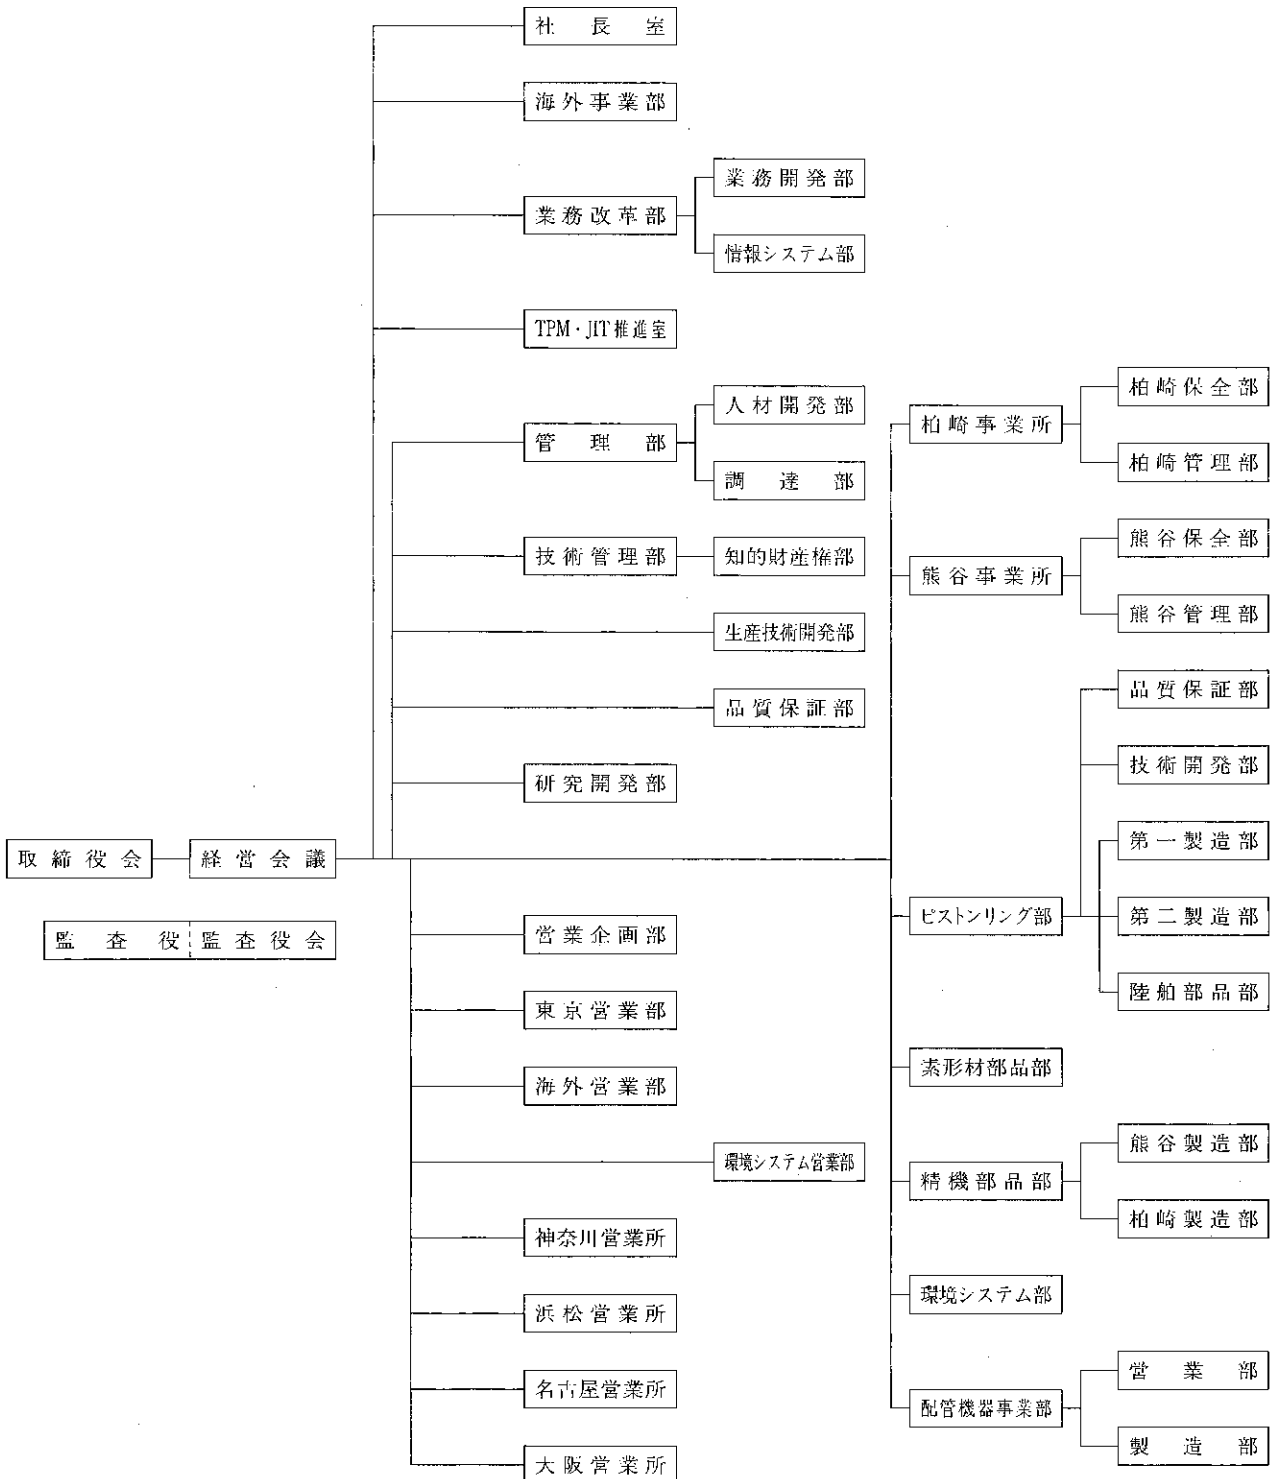 社長室
海外事業部
業務改革部
業務開発部
情報システム部
TPM・JIT推進室
管理部
人材開発部
調達部
技術管理部
知的財産権部
生産技術開発部
品質保証部
研究開発部
取締役会
経営会議
監査役
監査役会
営業企画部
東京営業部
海外営業部
環境システム営業部
神奈川営業所
浜松営業所
名古屋営業所
大阪営業所
柏崎事業所
柏崎保全部
柏崎管理部
熊谷事業所
熊谷保全部
熊谷管理部
ピストンリング部
品質保証部
技術開発部
第一製造部
第二製造部
陸舶部品部
素形材部品部
精機部品部
熊谷製造部
柏崎製造部
環境システム部
配管機器事業部
営業部
製造部